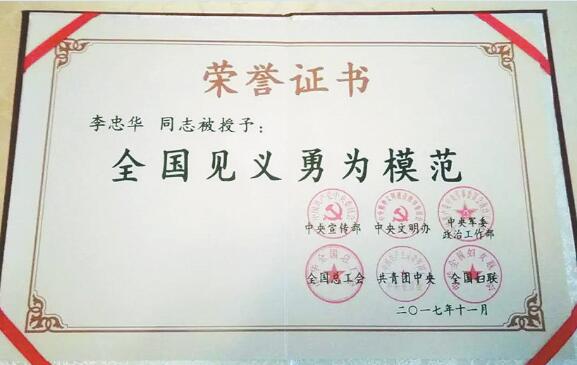 荣誉证书
李忠华 同志被授予：
全国见义勇为模范
中央宣传部 中央文明办 中央军委政治工作部
全国总工会 共青团中央 全国妇联
二〇一七年十一月